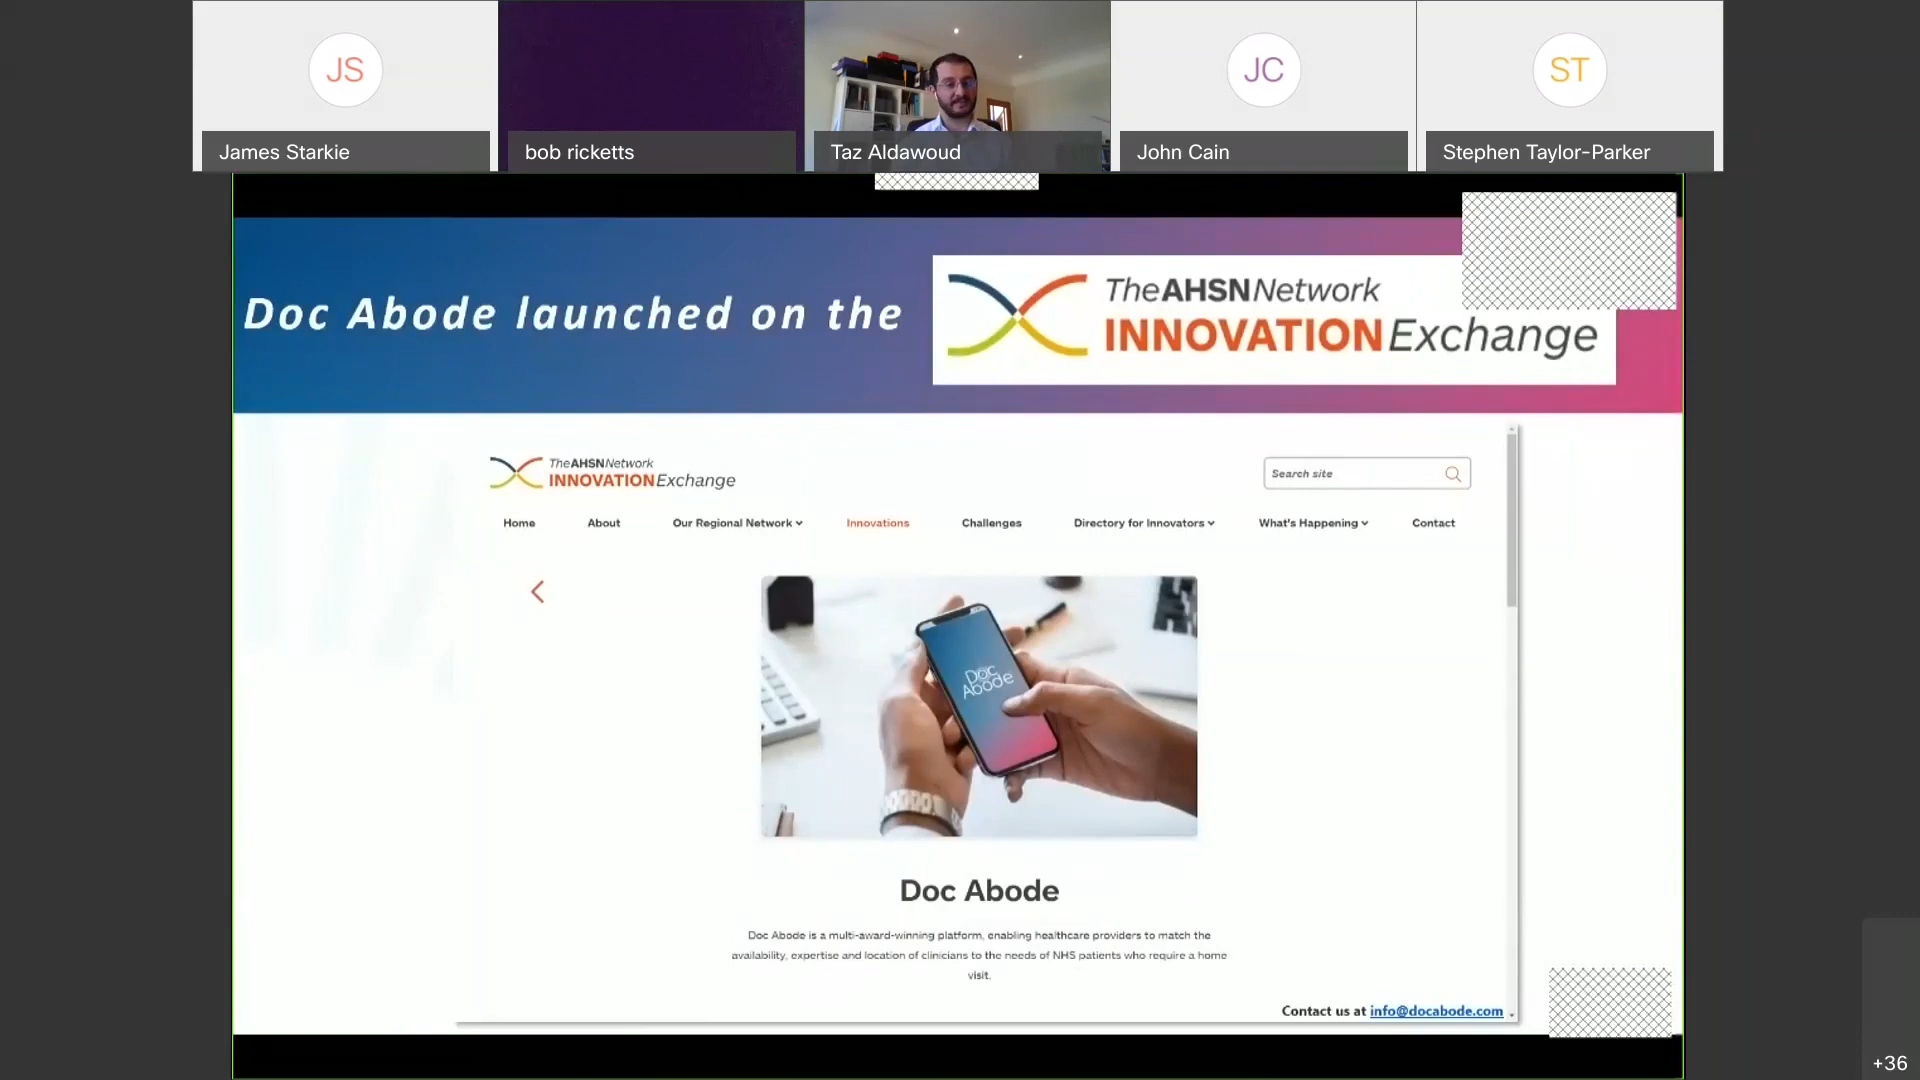 JS
James Starkie
bob ricketts
Taz Aldawoud
JC
John Cain
ST
Stephen Taylor-Parker
Doc Abode launched on the
TheAHSNNetwork
INNOVATIONExchange
TheAHSNNetwork
INNOVATIONExchange
Search site
Home About Our Regional Network Innovations Challenges Directory for Innovators What's Happening Contact
Doc
Abode
Doc Abode
Doc Abode is a multi-award-winning platform, enabling healthcare providers to match the
availability, expertise and location of clinicians to the needs of NHS patients who require a home
visit.
Contact us at info@docabode.com
+36